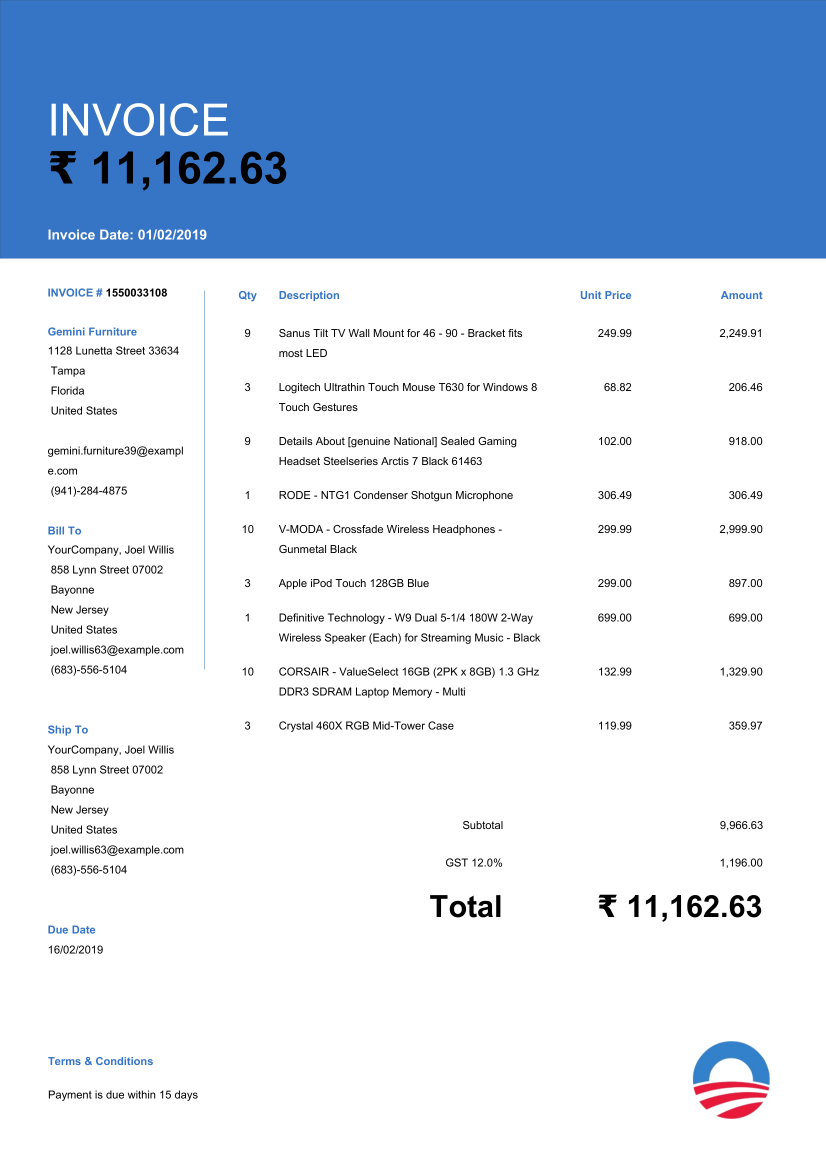 INVOICE
₹ 11,162.63
Invoice Date: 01/02/2019
INVOICE # 1550033108
Gemini Furniture
1128 Lunetta Street 33634
Tampa
Florida
United States
gemini.furniture39@exampl
e.com
(941)-284-4875
Bill To
YourCompany, Joel Willis
858 Lynn Street 07002
Bayonne
New Jersey
United States
joel.willis63@example.com
(683)-556-5104
Ship To
YourCompany, Joel Willis
858 Lynn Street 07002
Bayonne
New Jersey
United States
joel.willis63@example.com
(683)-556-5104
Due Date
16/02/2019
Qty Description Unit Price Amount
9 Sanus Tilt TV Wall Mount for 46 - 90 - Bracket fits 249.99 2,249.91
most LED
3 Logitech Ultrathin Touch Mouse T630 for Windows 8 68.82 206.46
Touch Gestures
9 Details About [genuine National] Sealed Gaming 102.00 918.00
Headset Steelseries Arctis 7 Black 61463
1 RODE - NTG1 Condenser Shotgun Microphone 306.49 306.49
10 V-MODA - Crossfade Wireless Headphones - 299.99 2,999.90
Gunmetal Black
3 Apple iPod Touch 128GB Blue 299.00 897.00
1 Definitive Technology - W9 Dual 5-1/4 180W 2-Way 699.00 699.00
Wireless Speaker (Each) for Streaming Music - Black
10 CORSAIR - ValueSelect 16GB (2PK x 8GB) 1.3 GHz 132.99 1,329.90
DDR3 SDRAM Laptop Memory - Multi
3 Crystal 460X RGB Mid-Tower Case 119.99 359.97
Subtotal 9,966.63
GST 12.0% 1,196.00
Total ₹ 11,162.63
Terms & Conditions
Payment is due within 15 days